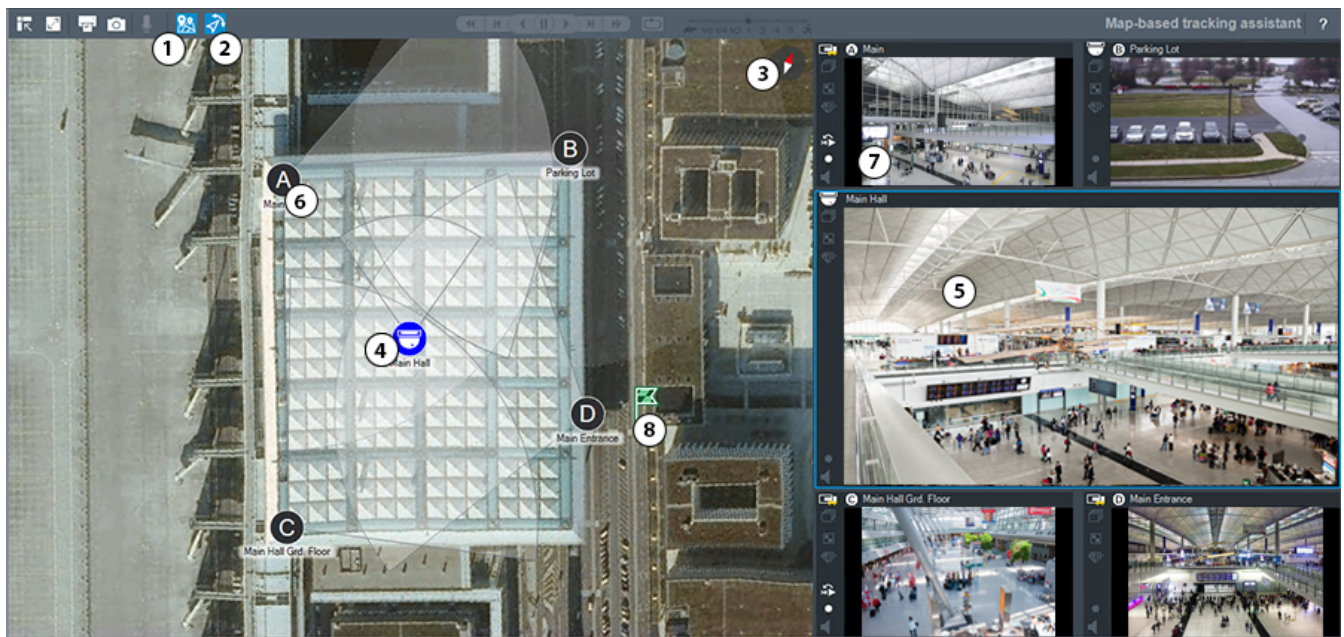 Map-based tracking assistant ?
1
2
3
A Main
B Parking Lot
A
Main
6
B
Parking Lot
7
Main Hall
5
4
Main Hall
D
Main Entrance
8
C
Main Hall Grd. Floor
C Main Hall Grd. Floor
D Main Entrance